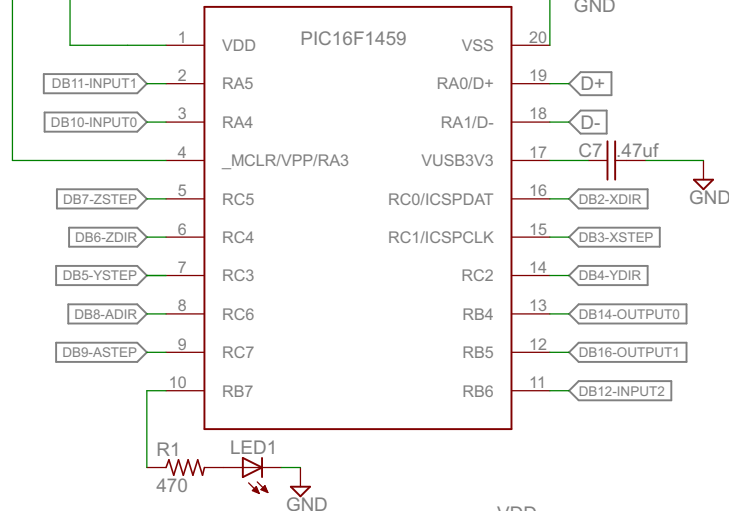 GND
PIC16F1459
1 VDD VSS 20
DB11-INPUT1 2 RA5 RA0/D+ 19 D+
DB10-INPUT0 3 RA4 RA1/D- 18 D-
4 _MCLR/VPP/RA3 VUSB3V3 17 C7 .47uf
GND
DB7-ZSTEP 5 RC5 RC0/ICSPDAT 16 DB2-XDIR
DB6-ZDIR 6 RC4 RC1/ICSPCLK 15 DB3-XSTEP
DB5-YSTEP 7 RC3 RC2 14 DB4-YDIR
DB8-ADIR 8 RC6 RB4 13 DB14-OUTPUT0
DB9-ASTEP 9 RC7 RB5 12 DB16-OUTPUT1
10 RB7 RB6 11 DB12-INPUT2
R1 LED1
470
GND
VDD